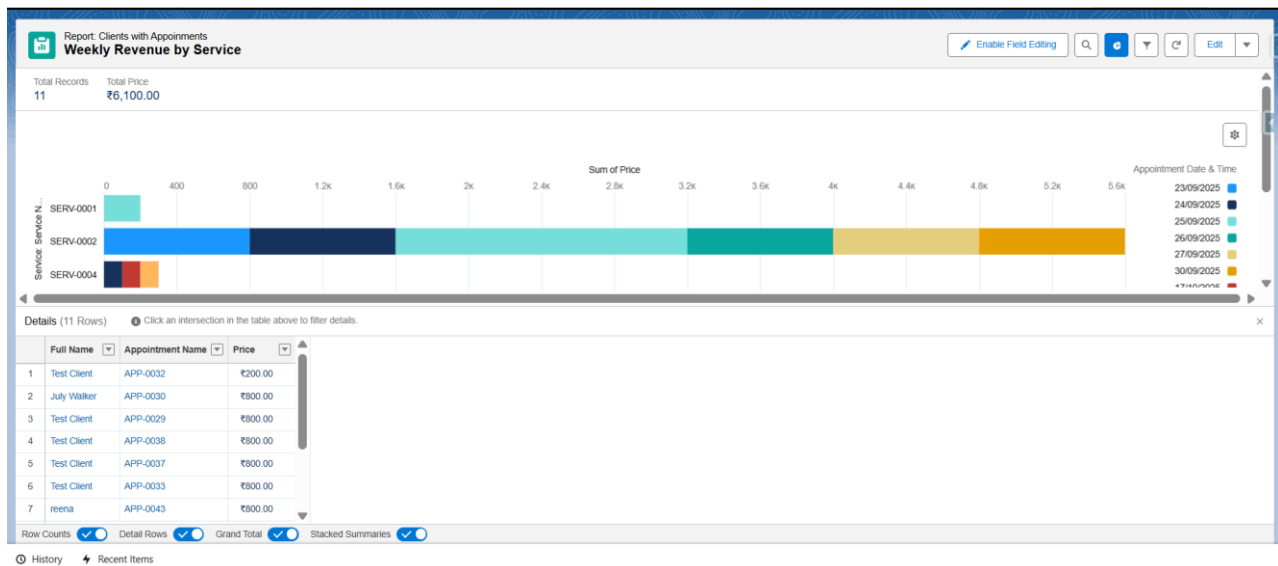 Report: Clients with Appoinments
Weekly Revenue by Service
Enable Field Editing
Edit
Total Records
11
Total Price
₹6,100.00
Sum of Price
0 400 800 1.2K 1.6K 2K 2.4K 2.8K 3.2K 3.6K 4K 4.4K 4.8K 5.2K 5.6K
Service: Service N...
SERV-0001
SERV-0002
SERV-0004
Appointment Date & Time
23/09/2025
24/09/2025
25/09/2025
26/09/2025
27/09/2025
30/09/2025
17/10/2025
Details (11 Rows) Click an intersection in the table above to filter details.
Full Name Appointment Name Price
1 Test Client APP-0032 ₹200.00
2 July Walker APP-0030 ₹800.00
3 Test Client APP-0029 ₹800.00
4 Test Client APP-0038 ₹800.00
5 Test Client APP-0037 ₹800.00
6 Test Client APP-0033 ₹800.00
7 reena APP-0043 ₹800.00
Row Counts Detail Rows Grand Total Stacked Summaries
History Recent Items